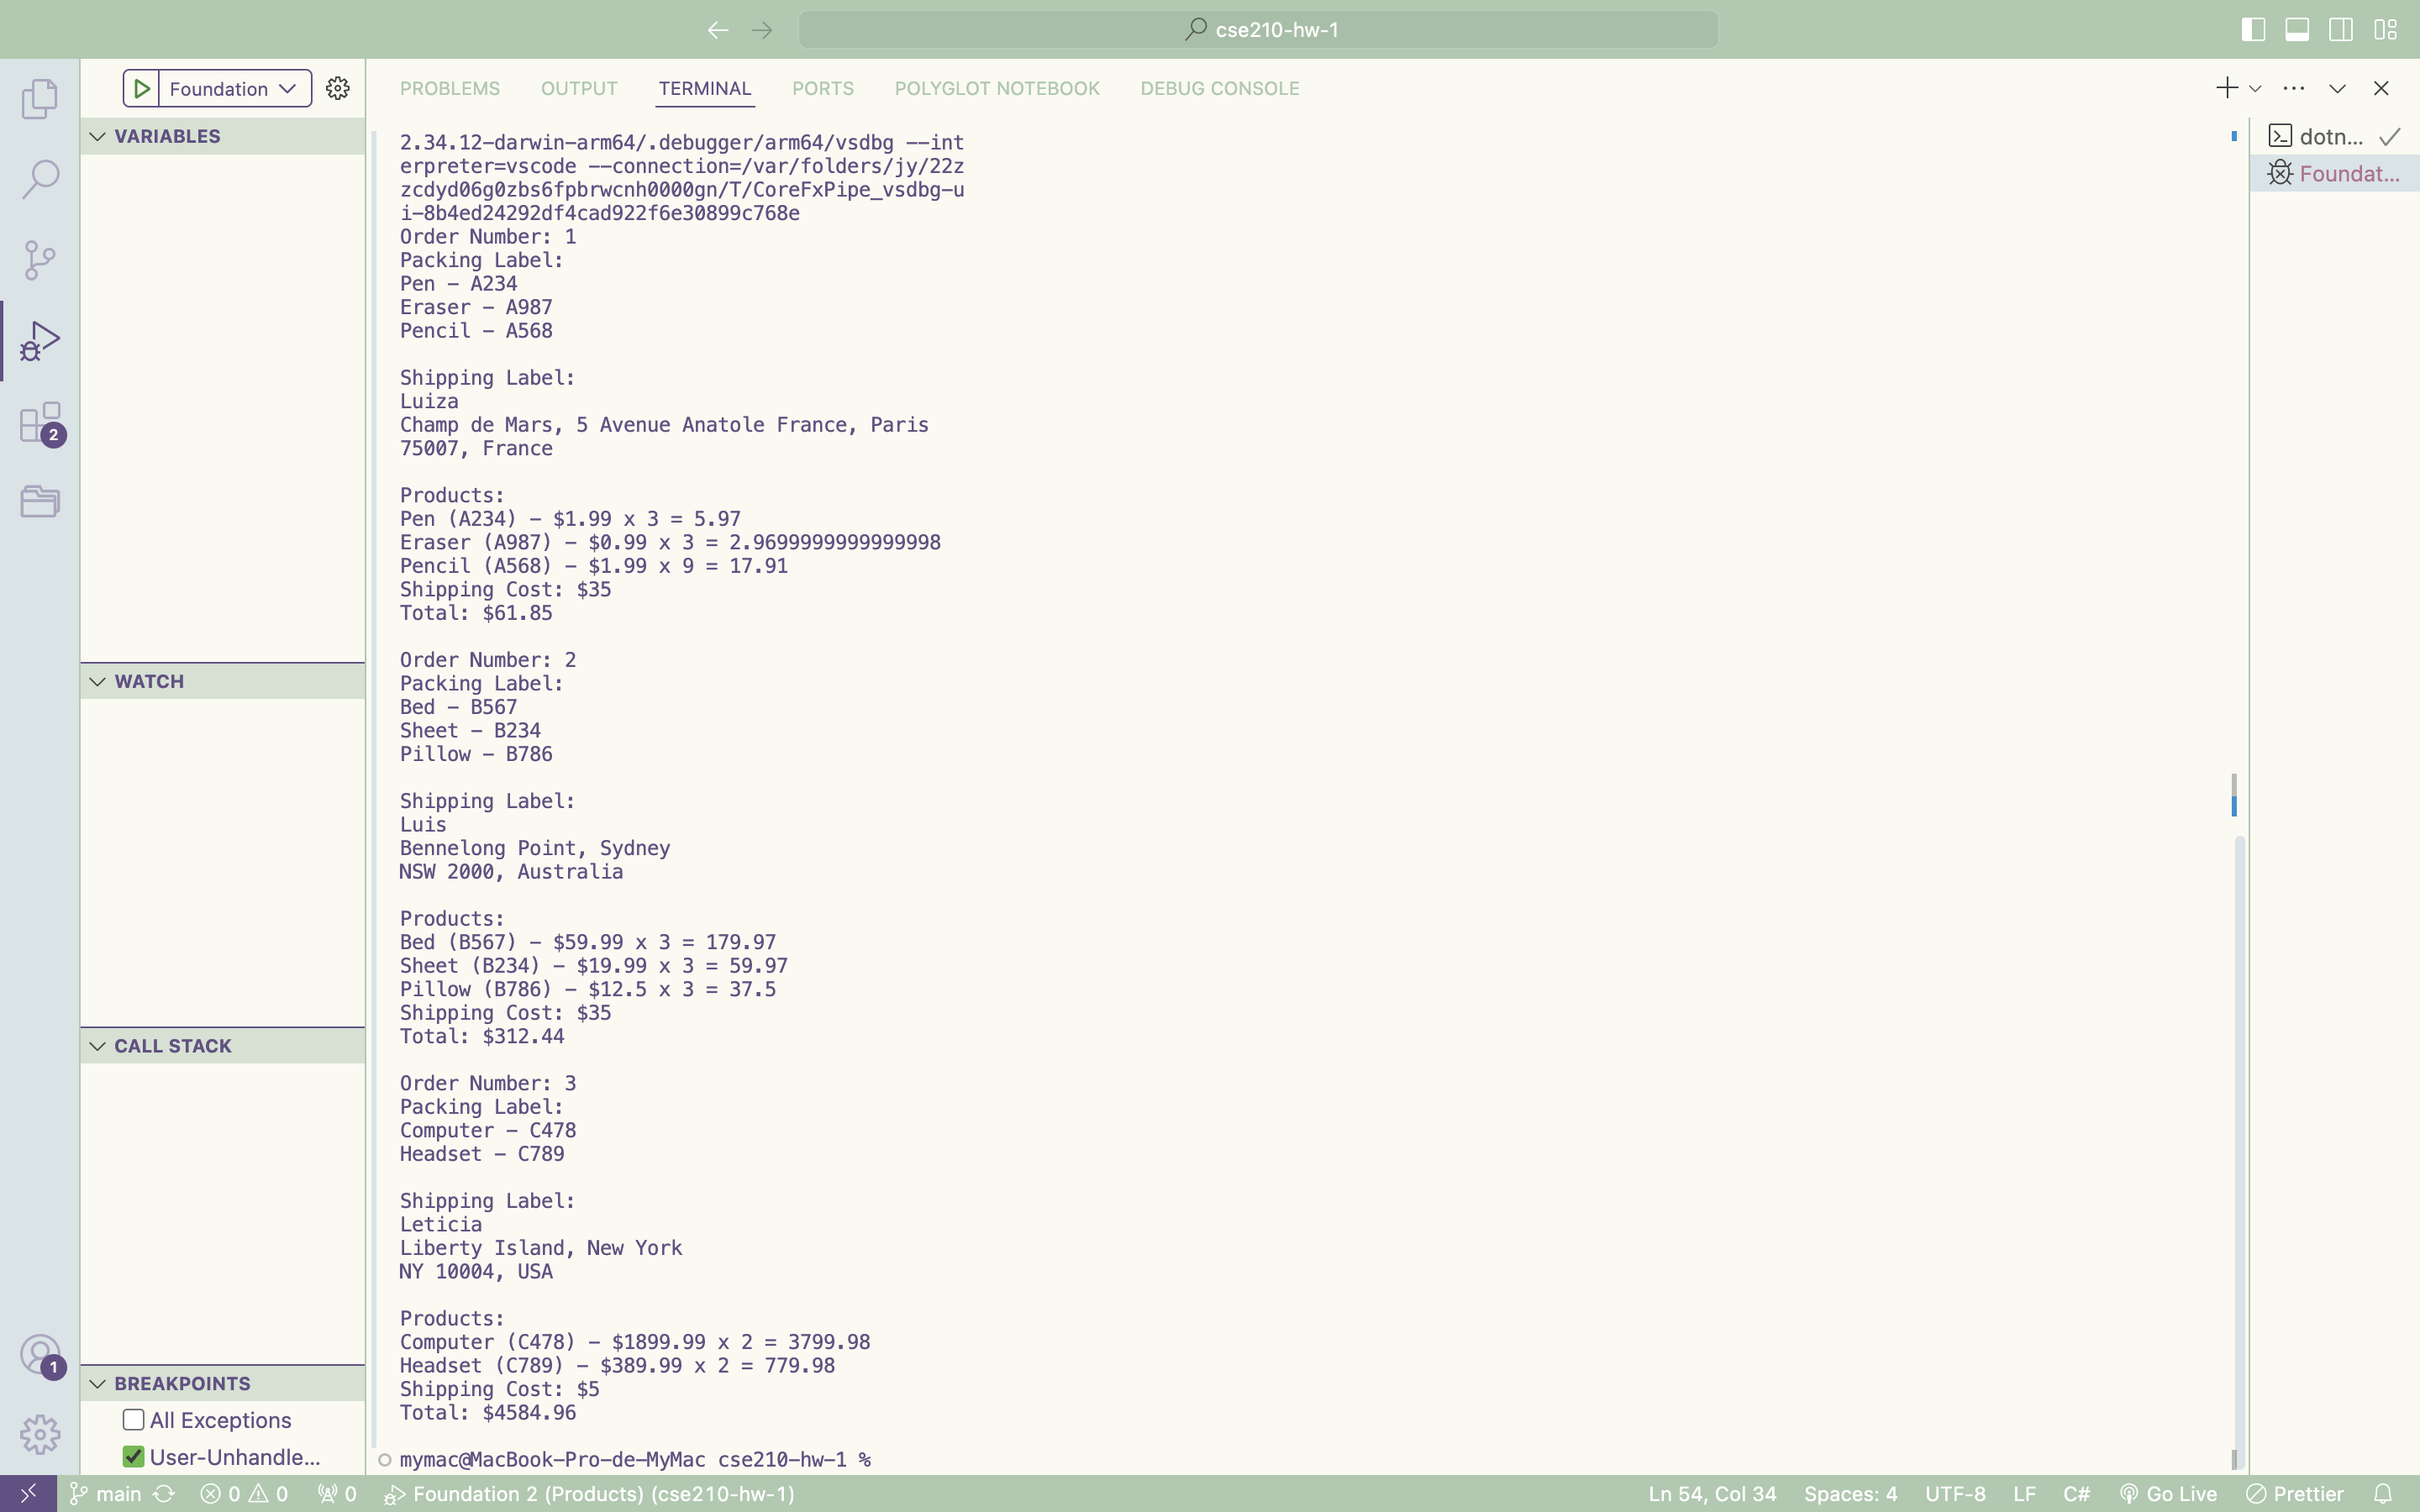 cse210-hw-1
Foundation
PROBLEMS OUTPUT TERMINAL PORTS POLYGLOT NOTEBOOK DEBUG CONSOLE
VARIABLES
WATCH
CALL STACK
BREAKPOINTS
All Exceptions
User-Unhandle...
2
1
2.34.12-darwin-arm64/.debugger/arm64/vsdbg --int
erpreter=vscode --connection=/var/folders/jy/22z
zcdyd06g0zbs6fpbrwcnh0000gn/T/CoreFxPipe_vsdbg-u
i-8b4ed24292df4cad922f6e30899c768e
Order Number: 1
Packing Label:
Pen - A234
Eraser - A987
Pencil - A568
Shipping Label:
Luiza
Champ de Mars, 5 Avenue Anatole France, Paris
75007, France
Products:
Pen (A234) - $1.99 x 3 = 5.97
Eraser (A987) - $0.99 x 3 = 2.9699999999999998
Pencil (A568) - $1.99 x 9 = 17.91
Shipping Cost: $35
Total: $61.85
Order Number: 2
Packing Label:
Bed - B567
Sheet - B234
Pillow - B786
Shipping Label:
Luis
Bennelong Point, Sydney
NSW 2000, Australia
Products:
Bed (B567) - $59.99 x 3 = 179.97
Sheet (B234) - $19.99 x 3 = 59.97
Pillow (B786) - $12.5 x 3 = 37.5
Shipping Cost: $35
Total: $312.44
Order Number: 3
Packing Label:
Computer - C478
Headset - C789
Shipping Label:
Leticia
Liberty Island, New York
NY 10004, USA
Products:
Computer (C478) - $1899.99 x 2 = 3799.98
Headset (C789) - $389.99 x 2 = 779.98
Shipping Cost: $5
Total: $4584.96
mymac@MacBook-Pro-de-MyMac cse210-hw-1 %
dotn...
Foundat...
main 0 0 0 Foundation 2 (Products) (cse210-hw-1) Ln 54, Col 34 Spaces: 4 UTF-8 LF C# Go Live Prettier